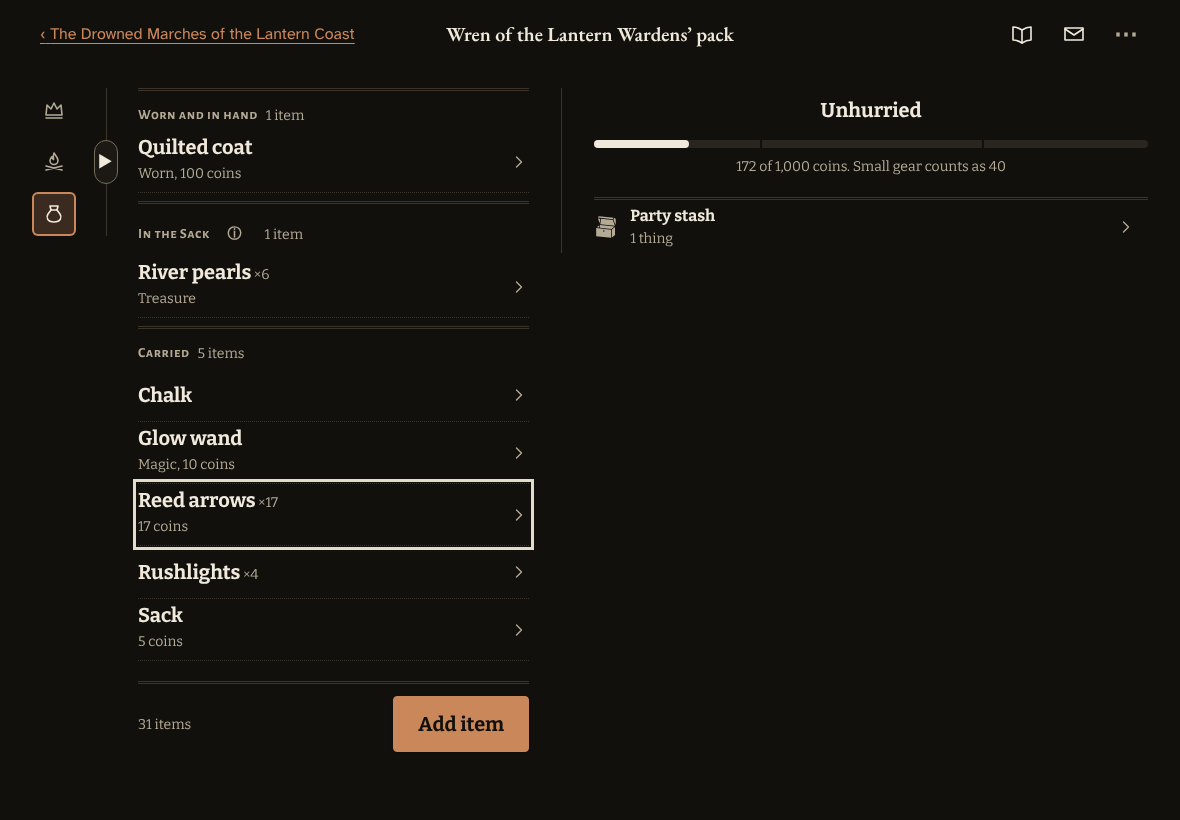 ‹ The Drowned Marches of the Lantern Coast
Wren of the Lantern Wardens’ pack
Worn and in hand 1 item
Quilted coat
Worn, 100 coins
In the Sack 1 item
River pearls ×6
Treasure
Carried 5 items
Chalk
Glow wand
Magic, 10 coins
Reed arrows ×17
17 coins
Rushlights ×4
Sack
5 coins
31 items
Add item
Unhurried
172 of 1,000 coins. Small gear counts as 40
Party stash
1 thing